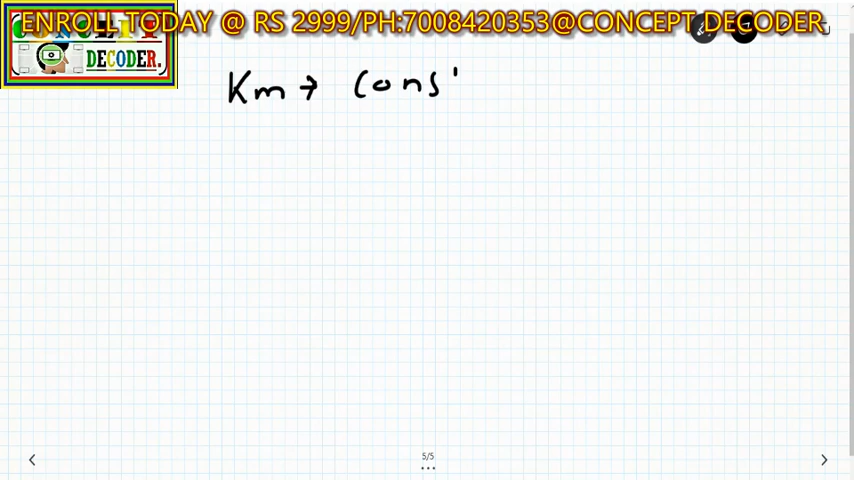 ENROLL TODAY @ RS 2999/PH:7008420353@CONCEPT DECODER.
DECODER.
Km → Cons'
5/5